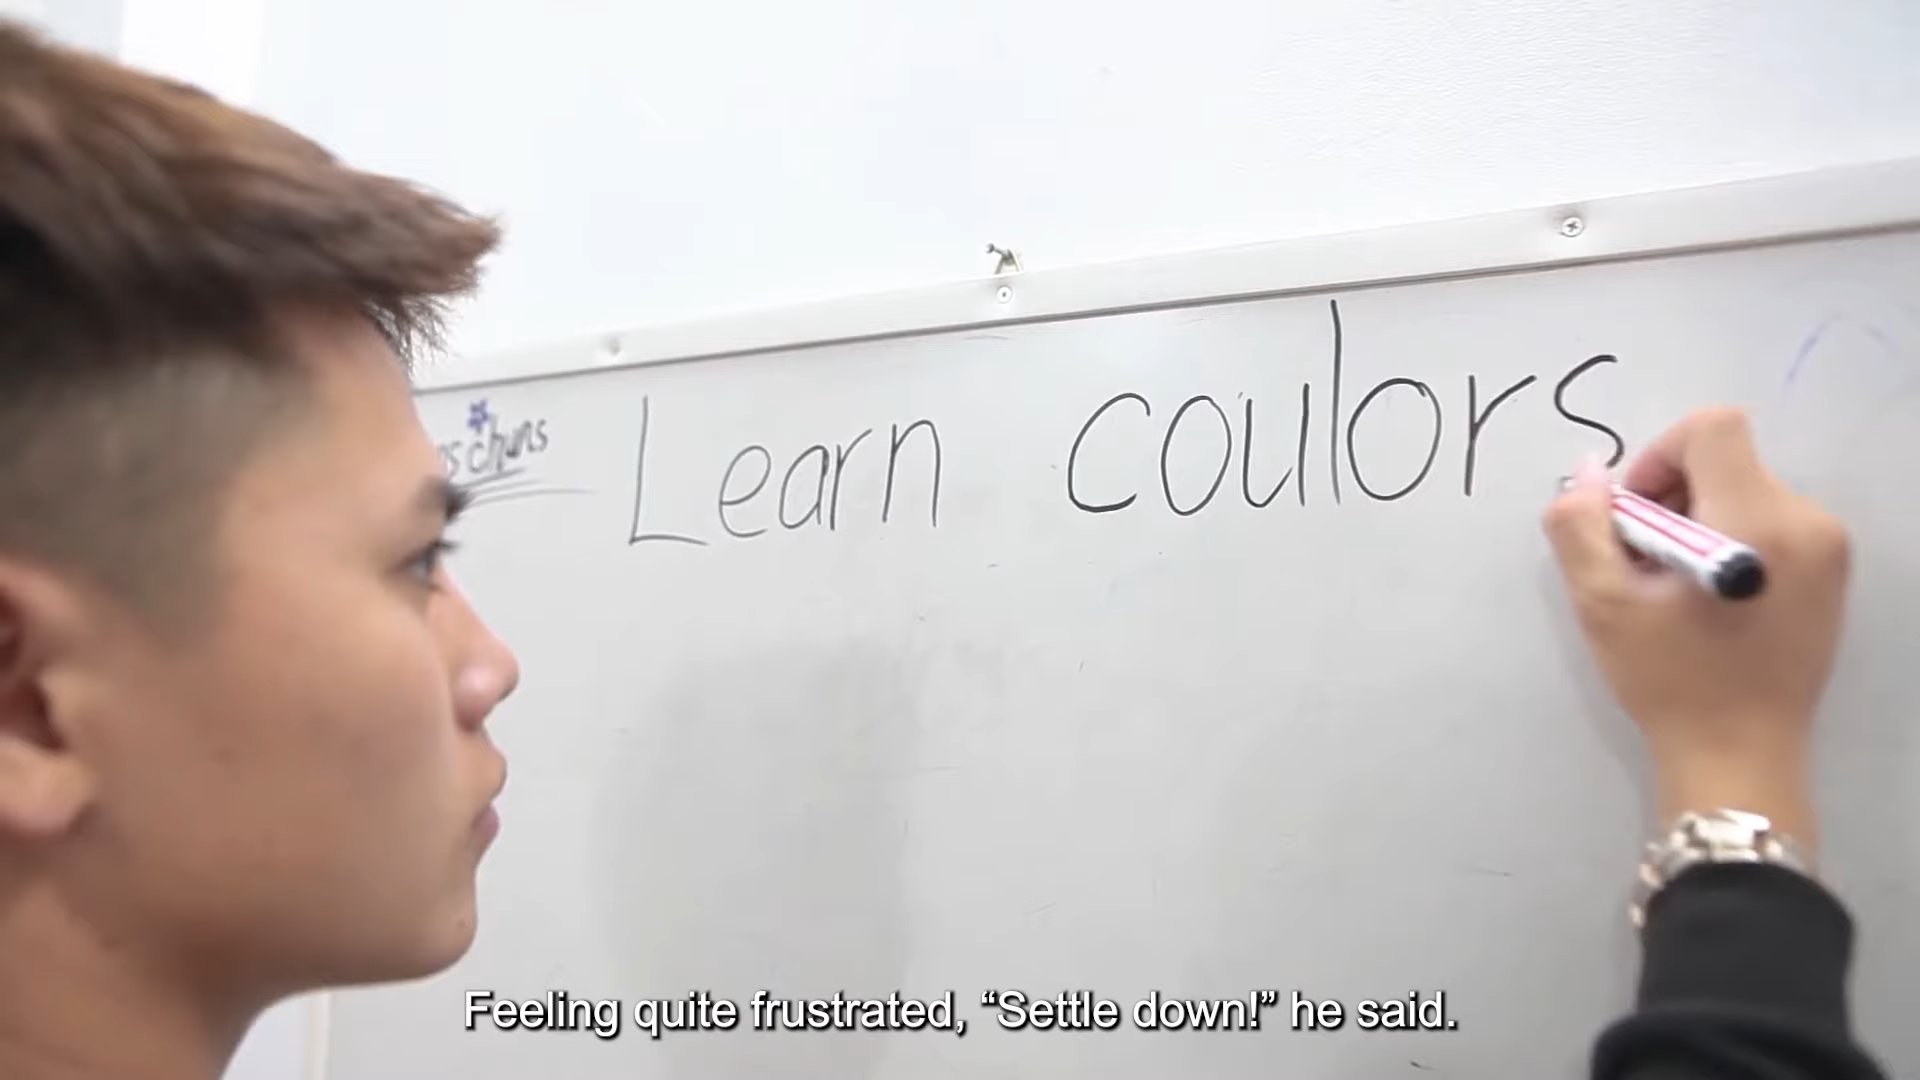 Learn coulors
Feeling quite frustrated, “Settle down!” he said.